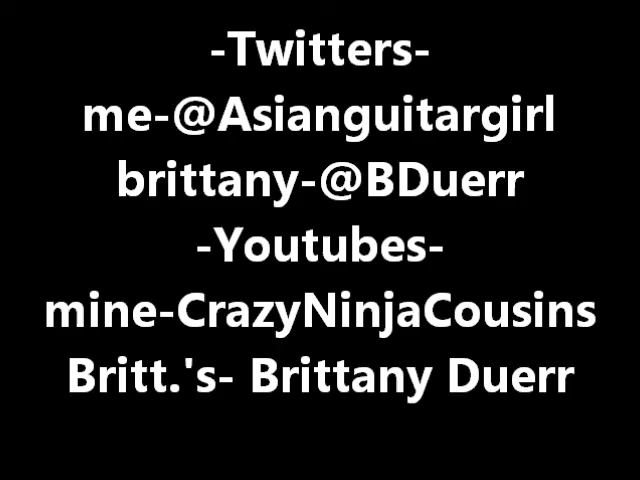 -Twitters-
me-@Asianguitargirl
brittany-@BDuerr
-Youtubes-
mine-CrazyNinjaCousins
Britt.'s- Brittany Duerr